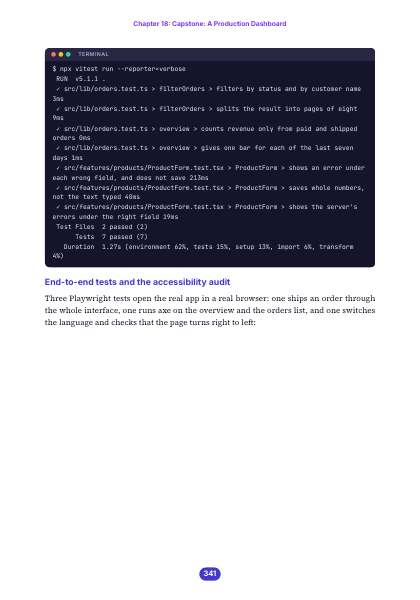 Chapter 18: Capstone: A Production Dashboard
TERMINAL
$ npx vitest run --reporter=verbose
RUN v5.1.1 .
✓ src/lib/orders.test.ts > filterOrders > filters by status and by customer name
3ms
✓ src/lib/orders.test.ts > filterOrders > splits the result into pages of eight
9ms
✓ src/lib/orders.test.ts > overview > counts revenue only from paid and shipped
orders 0ms
✓ src/lib/orders.test.ts > overview > gives one bar for each of the last seven
days 1ms
✓ src/features/products/ProductForm.test.tsx > ProductForm > shows an error under
each wrong field, and does not save 213ms
✓ src/features/products/ProductForm.test.tsx > ProductForm > saves whole numbers,
not the text typed 40ms
✓ src/features/products/ProductForm.test.tsx > ProductForm > shows the server's
errors under the right field 19ms
Test Files 2 passed (2)
Tests 7 passed (7)
Duration 1.27s (environment 62%, tests 15%, setup 13%, import 6%, transform
4%)
End-to-end tests and the accessibility audit
Three Playwright tests open the real app in a real browser: one ships an order through
the whole interface, one runs axe on the overview and the orders list, and one switches
the language and checks that the page turns right to left:
341